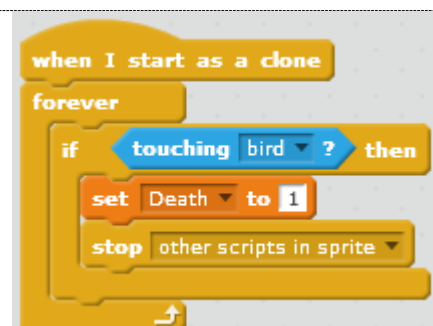 when I start as a clone
forever
if touching bird ? then
set Death to 1
stop other scripts in sprite